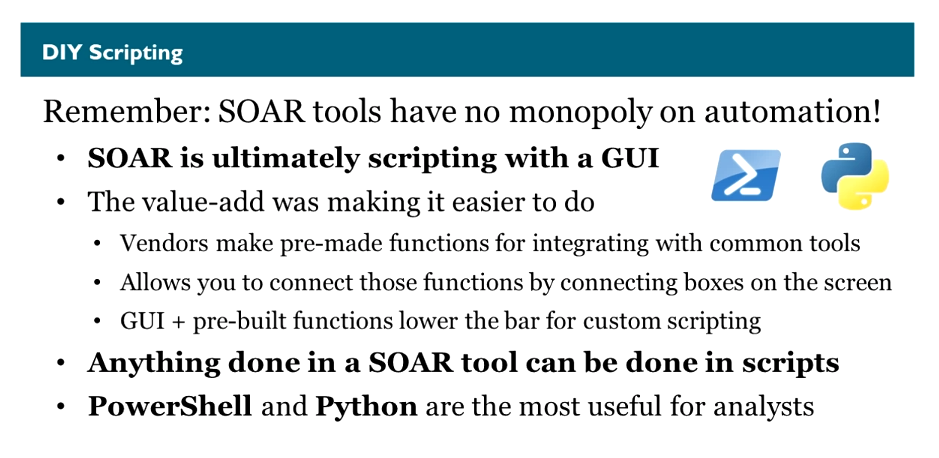 DIY Scripting
Remember: SOAR tools have no monopoly on automation!
• SOAR is ultimately scripting with a GUI
• The value-add was making it easier to do
• Vendors make pre-made functions for integrating with common tools
• Allows you to connect those functions by connecting boxes on the screen
• GUI + pre-built functions lower the bar for custom scripting
• Anything done in a SOAR tool can be done in scripts
• PowerShell and Python are the most useful for analysts